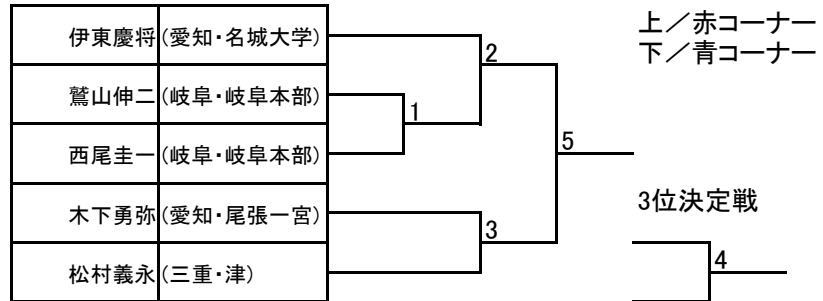 上／赤コーナー
下／青コーナー
伊東慶将(愛知・名城大学)
2
鷲山伸二(岐阜・岐阜本部)
1
西尾圭一(岐阜・岐阜本部)
5
3位決定戦
木下勇弥(愛知・尾張一宮)
3
4
松村義永(三重・津)